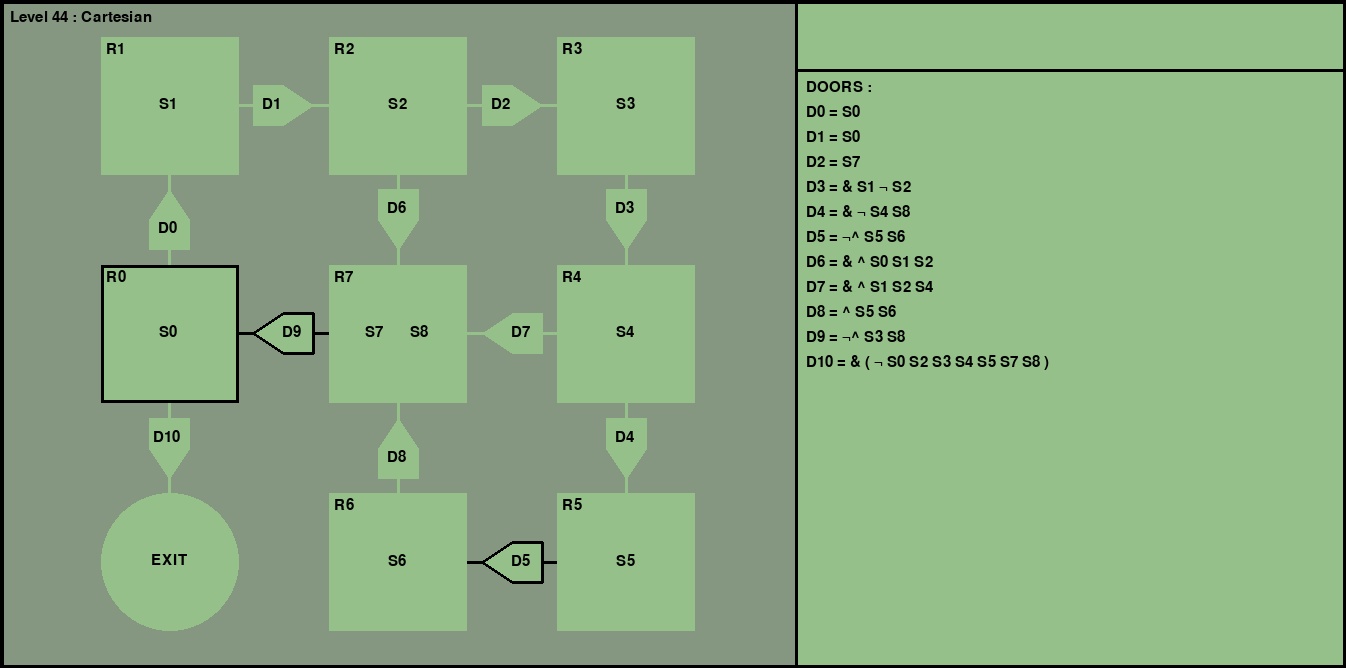 Level 44 : Cartesian
R1
S1
D1
R2
S2
D2
R3
S3
D0
D6
D3
R0
S0
D9
R7
S7 S8
D7
R4
S4
D10
D8
D4
EXIT
R6
S6
D5
R5
S5
DOORS :
D0 = S0
D1 = S0
D2 = S7
D3 = & S1 ¬ S2
D4 = & ¬ S4 S8
D5 = ¬^ S5 S6
D6 = & ^ S0 S1 S2
D7 = & ^ S1 S2 S4
D8 = ^ S5 S6
D9 = ¬^ S3 S8
D10 = & ( ¬ S0 S2 S3 S4 S5 S7 S8 )